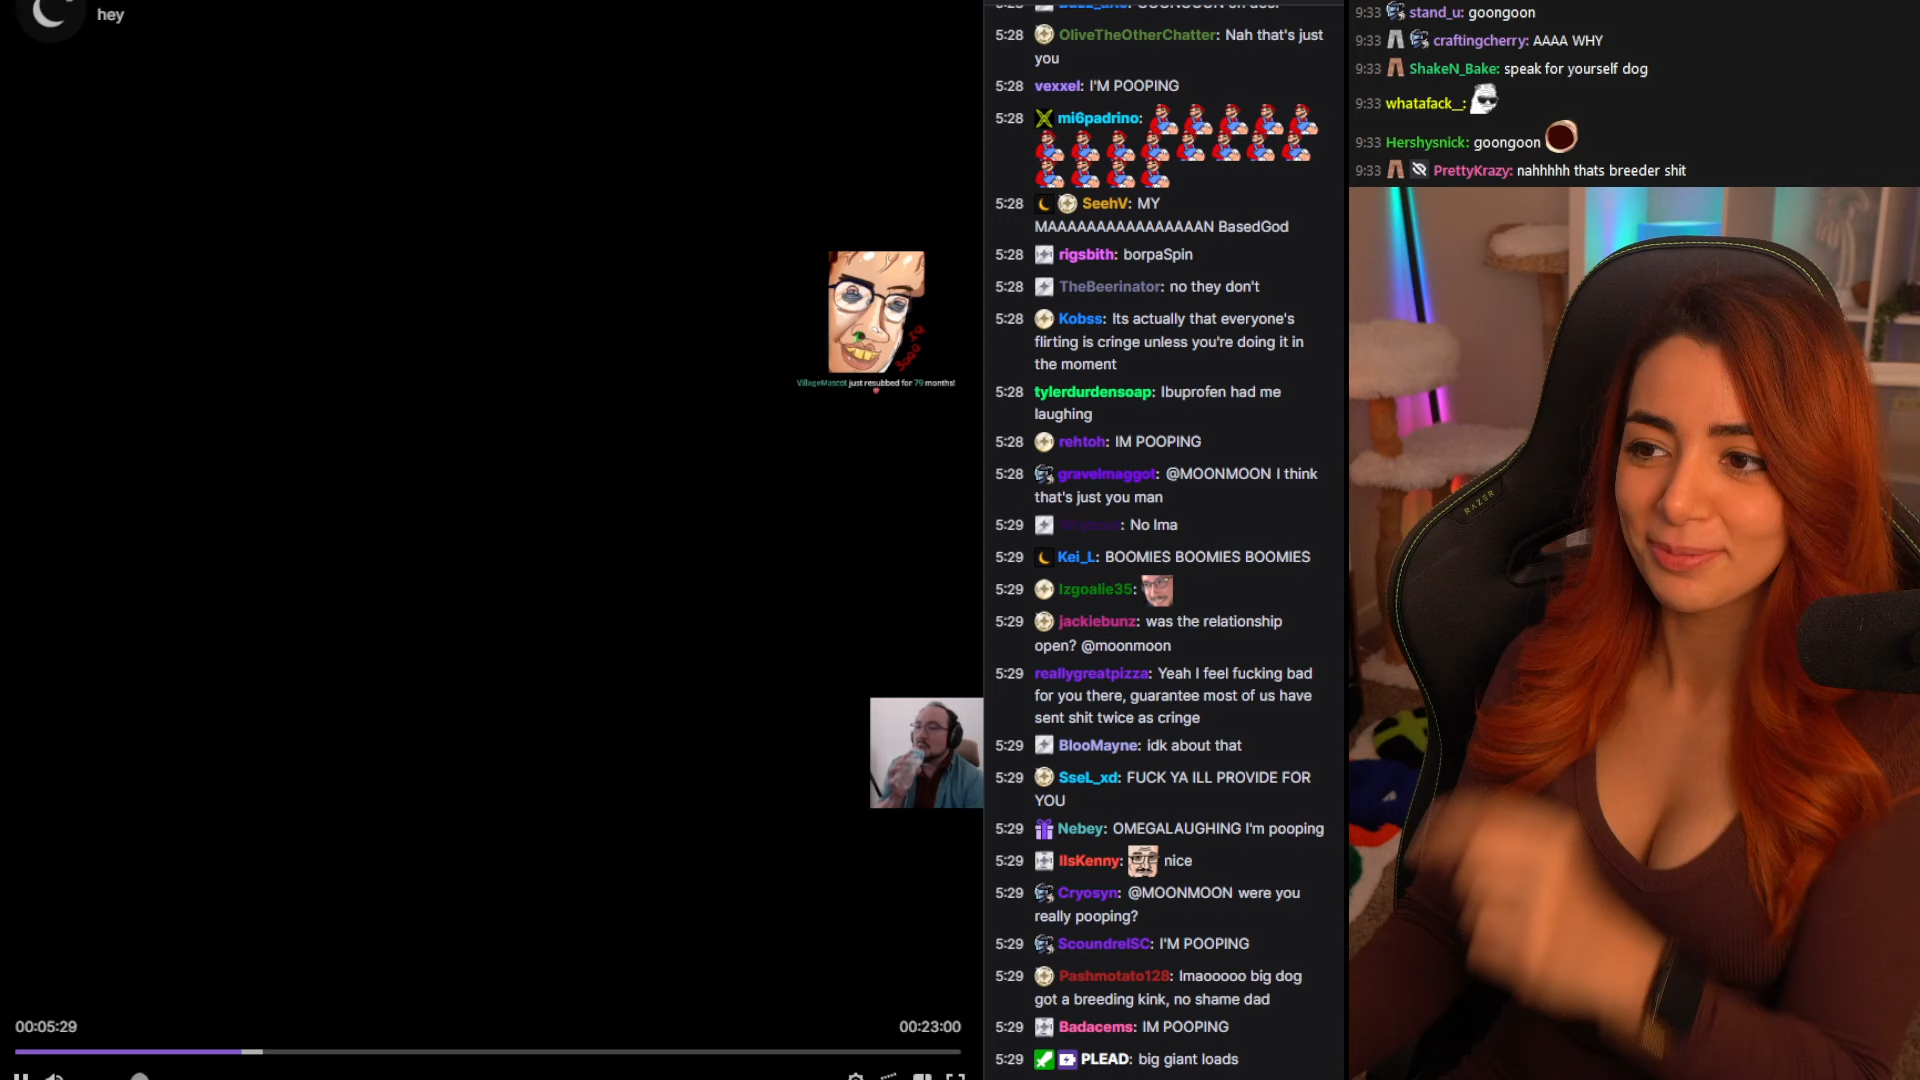 hey
VillageMascot just resubbed for 79 months!
00:05:29
00:23:00
OliveTheOtherChatter: Nah that's just
you
5:28 vexxel: I'M POOPING
5:28 mi6padrino:
5:28 SeehV: MY
MAAAAAAAAAAAAAAAAN BasedGod
5:28 rigsbith: borpaSpin
5:28 TheBeerinator: no they don't
5:28 Kobss: Its actually that everyone's
flirting is cringe unless you're doing it in
the moment
5:28 tylerdurdensoap: Ibuprofen had me
laughing
5:28 rehtoh: IM POOPING
5:28 gravelmaggot: @MOONMOON I think
that's just you man
5:29 : No lma
5:29 Kei_L: BOOMIES BOOMIES BOOMIES
5:29 Izgoalie35:
5:29 jackiebunz: was the relationship
open? @moonmoon
5:29 reallygreatpizza: Yeah I feel fucking bad
for you there, guarantee most of us have
sent shit twice as cringe
5:29 BlooMayne: idk about that
5:29 SseL_xd: FUCK YA ILL PROVIDE FOR
YOU
5:29 Nebey: OMEGALAUGHING I'm pooping
5:29 IIsKenny: nice
5:29 Cryosyn: @MOONMOON were you
really pooping?
5:29 ScoundrelSC: I'M POOPING
5:29 Pashmotato128: lmaooooo big dog
got a breeding kink, no shame dad
5:29 Badacems: IM POOPING
5:29 PLEAD: big giant loads
9:33 stand_u: goongoon
9:33 craftingcherry: AAAA WHY
9:33 ShakeN_Bake: speak for yourself dog
9:33 whatafack__:
9:33 Hershysnick: goongoon
9:33 PrettyKrazy: nahhhhh thats breeder shit
RAZER